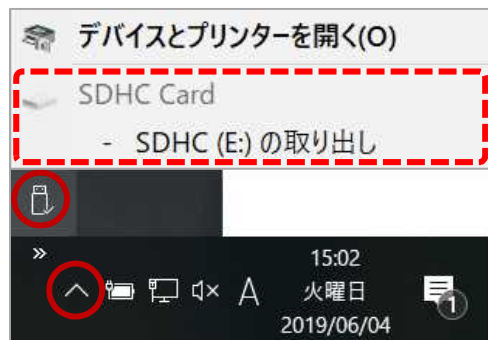 デバイスとプリンターを開く(O)
SDHC Card
- SDHC (E:) の取り出し
»
A
15:02
火曜日
2019/06/04
1